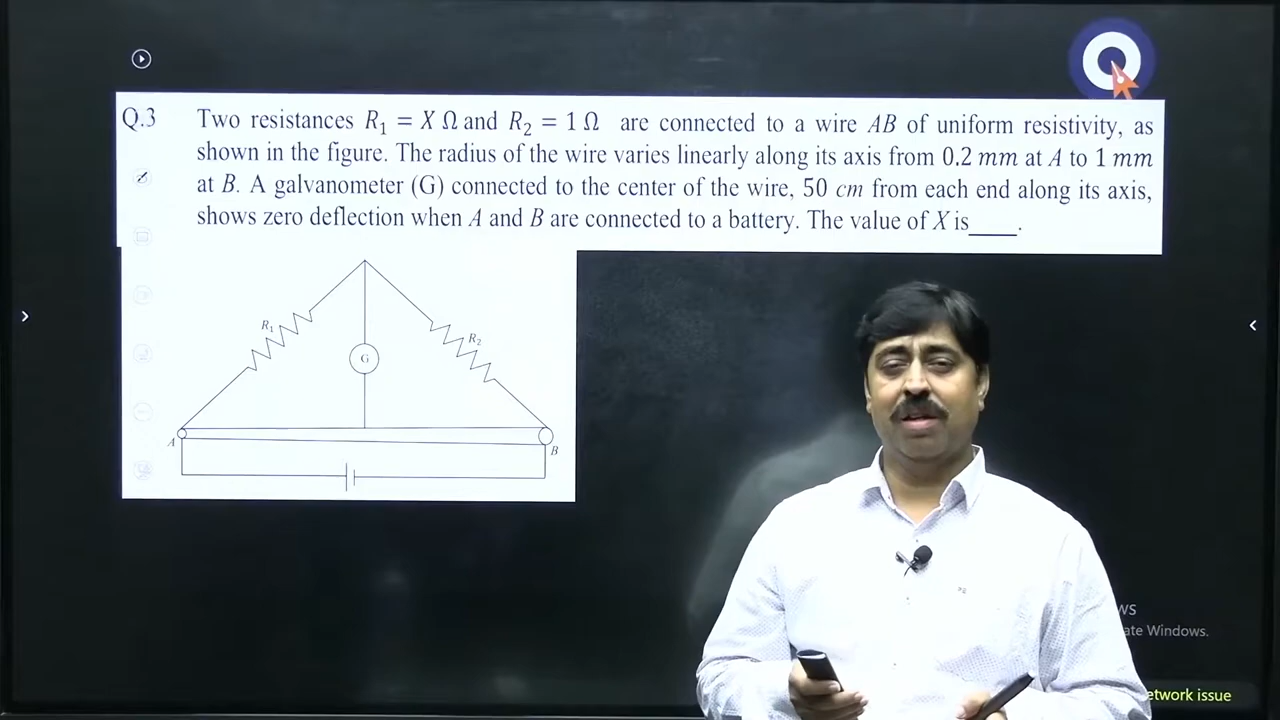 Q.3 Two resistances R₁ = X Ω and R₂ = 1 Ω are connected to a wire AB of uniform resistivity, as
shown in the figure. The radius of the wire varies linearly along its axis from 0.2 mm at A to 1 mm
at B. A galvanometer (G) connected to the center of the wire, 50 cm from each end along its axis,
shows zero deflection when A and B are connected to a battery. The value of X is____.
R₁
R₂
G
A
B
ate Windows.
etwork issue